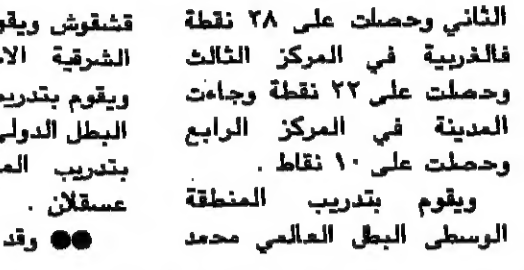 الثاني وحصلت على ٢٨ نقطة
فالغربية في المركز الثالث
وحصلت على ٢٢ نقطة وجاءت
المدينة في المركز الرابع
وحصلت على ١٠ نقاط .
ويقوم بتدريب المنطقة
الوسطى البطل العالمي محمد
قشقوش ويقو
الشرقية الا
ويقوم بتدريب
البطل الدولي
بتدريب الم
عسقلان .
●● وقد